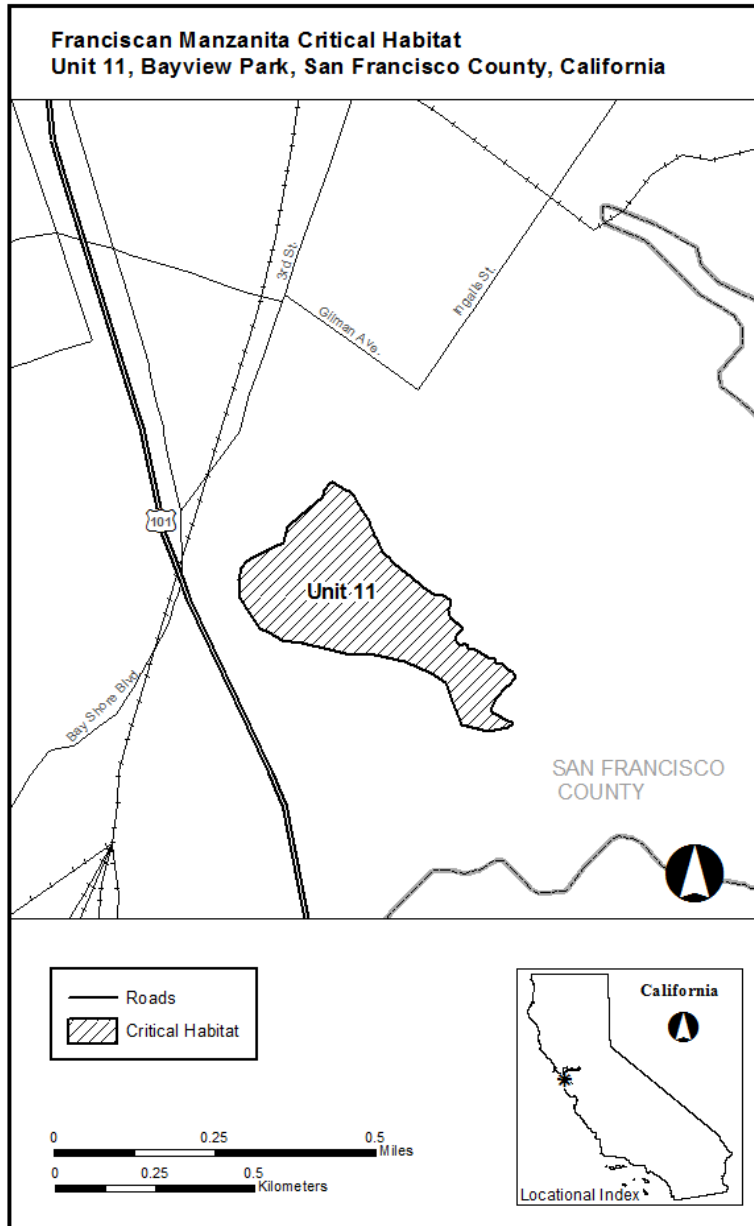 Franciscan Manzanita Critical Habitat
Unit 11, Bayview Park, San Francisco County, California
3rd St.
Gilman Ave.
Ingalls St.
101
Unit 11
Bay Shore Blvd
SAN FRANCISCO
COUNTY
Roads
Critical Habitat
California
Locational Index
0 0.25 0.5
Miles
0 0.25 0.5
Kilometers